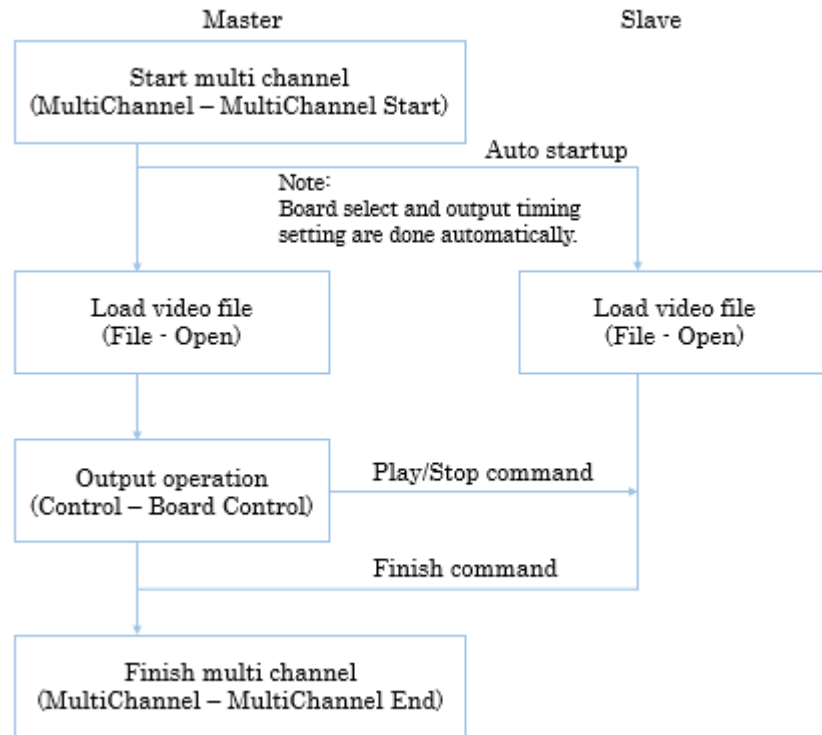 Master
Slave
Start multi channel
(MultiChannel – MultiChannel Start)
Auto startup
Note:
Board select and output timing
setting are done automatically.
Load video file
(File - Open)
Load video file
(File - Open)
Output operation
(Control – Board Control)
Play/Stop command
Finish command
Finish multi channel
(MultiChannel – MultiChannel End)